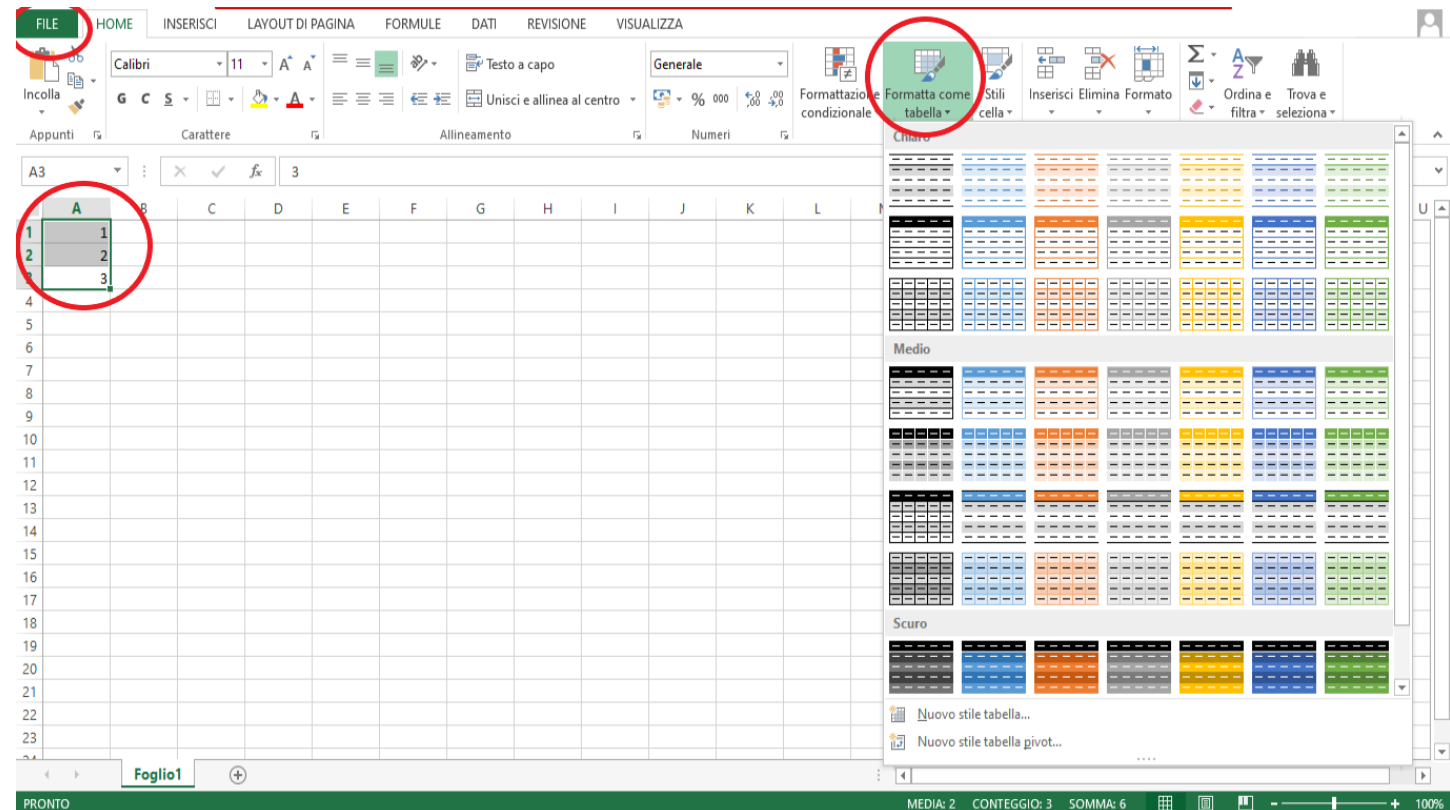 FILE HOME INSERISCI LAYOUT DI PAGINA FORMULE DATI REVISIONE VISUALIZZA
Incolla
Calibri 11 A A
G C S A
Testo a capo
Unisci e allinea al centro
Generale
% 000
Formattazione condizionale
Formatta come tabella
Stili cella
Inserisci Elimina Formato
Σ
A Z
Ordina e filtra
Trova e seleziona
Appunti Carattere Allineamento Numeri
A3 fx 3
A B C D E F G H I J K L U
1 1
2 2
3 3
4
5
6
7
8
9
10
11
12
13
14
15
16
17
18
19
20
21
22
23
24
Chiaro
Medio
Scuro
Nuovo stile tabella...
Nuovo stile tabella pivot...
Foglio1
PRONTO MEDIA: 2 CONTEGGIO: 3 SOMMA: 6 100%